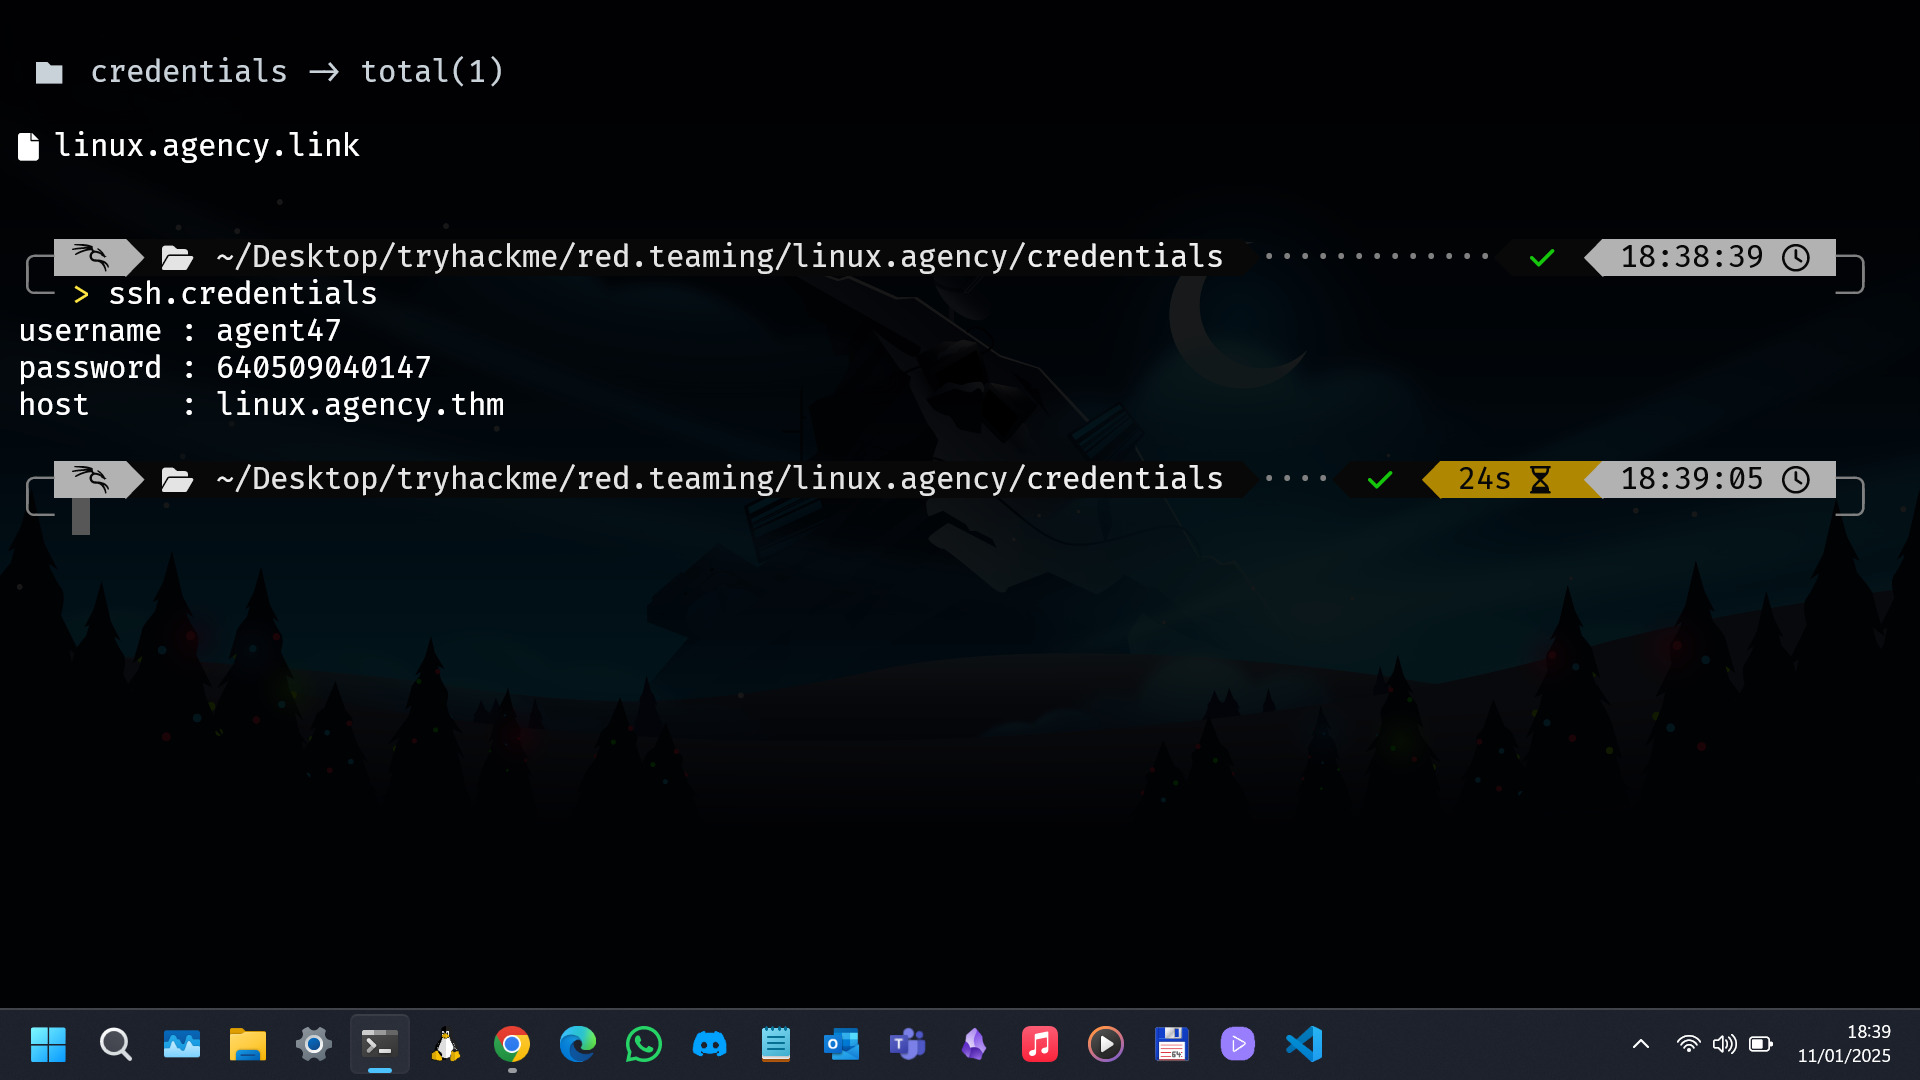 credentials -> total(1)
linux.agency.link
~/Desktop/tryhackme/red.teaming/linux.agency/credentials ············· ✓ 18:38:39
> ssh.credentials
username : agent47
password : 640509040147
host     : linux.agency.thm
~/Desktop/tryhackme/red.teaming/linux.agency/credentials ···· ✓ 24s 18:39:05
18:39
11/01/2025